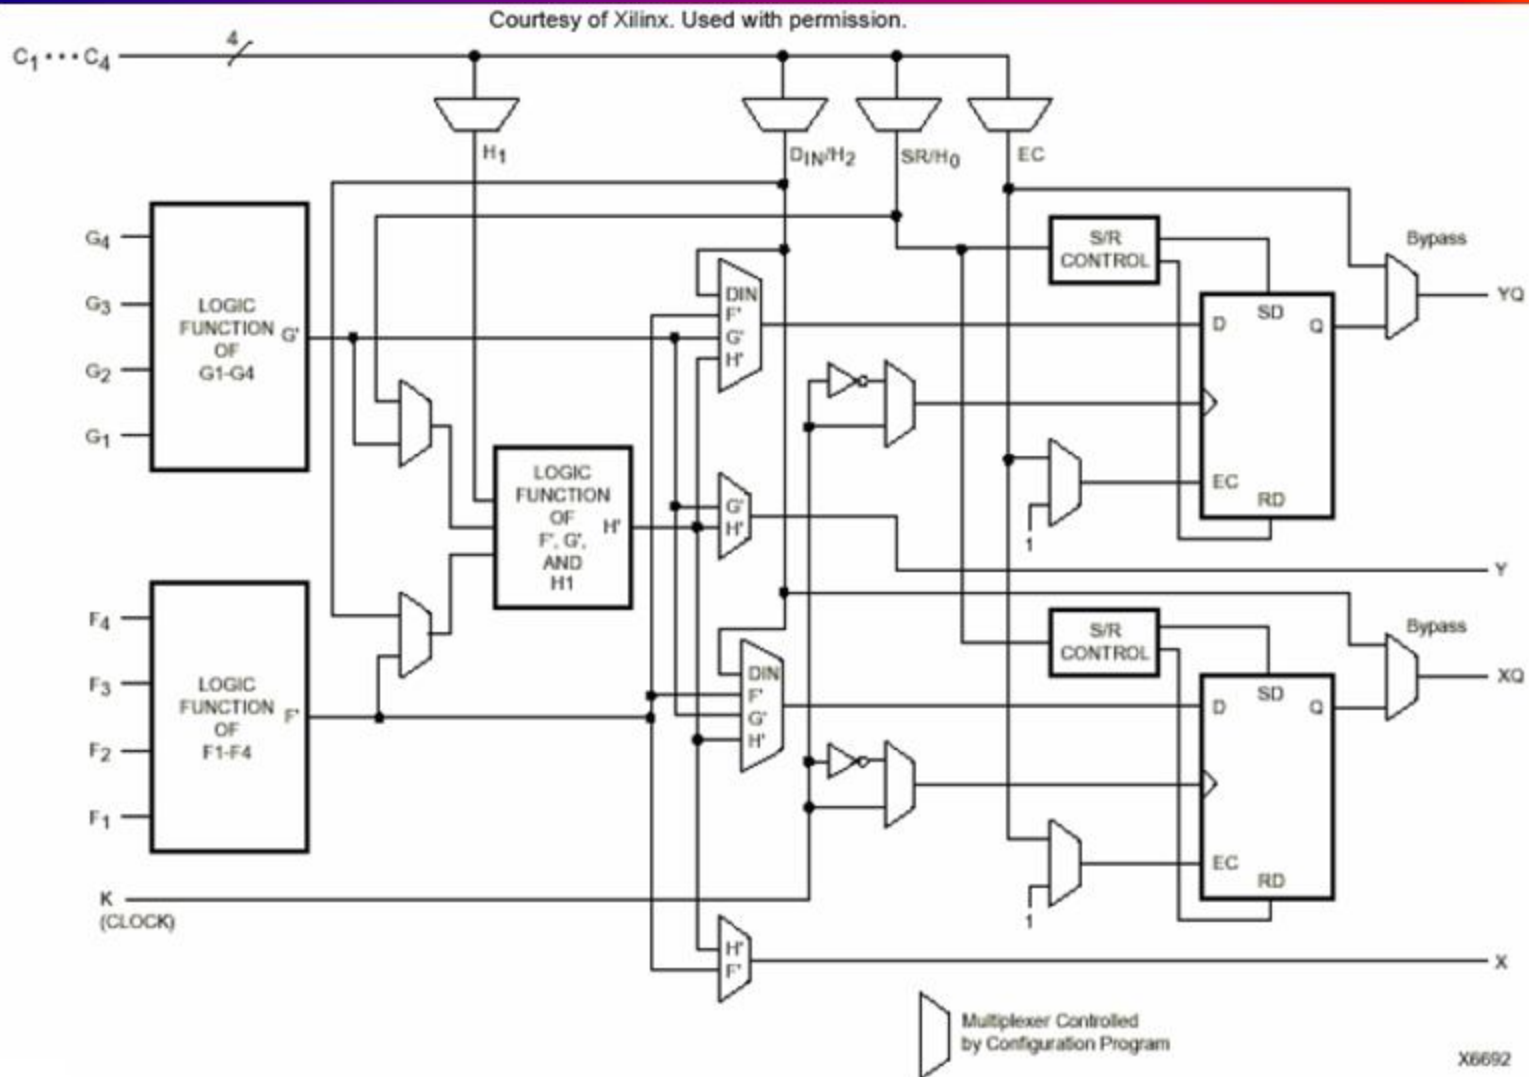 Courtesy of Xilinx. Used with permission.
4
C1 • • • C4
H1
DIN/H2
SR/H0
EC
G4
G3
G2
G1
LOGIC
FUNCTION
OF
G1-G4
G'
DIN
F'
G'
H'
S/R
CONTROL
Bypass
YQ
D
SD
Q
EC
RD
1
LOGIC
FUNCTION
OF
F', G',
AND
H1
H'
G'
H'
Y
F4
F3
F2
F1
LOGIC
FUNCTION
OF
F1-F4
F'
DIN
F'
G'
H'
S/R
CONTROL
Bypass
XQ
D
SD
Q
EC
RD
1
K
(CLOCK)
H'
F'
X
Multiplexer Controlled
by Configuration Program
X6692